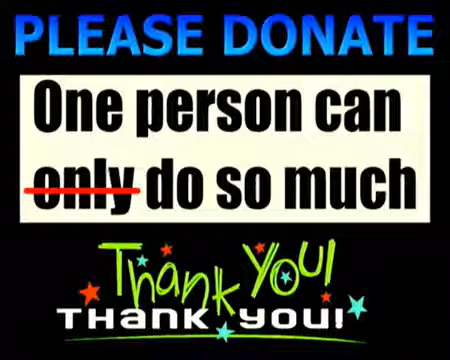 PLEASE DONATE
One person can
only do so much
Thank You!
THANK YOU!